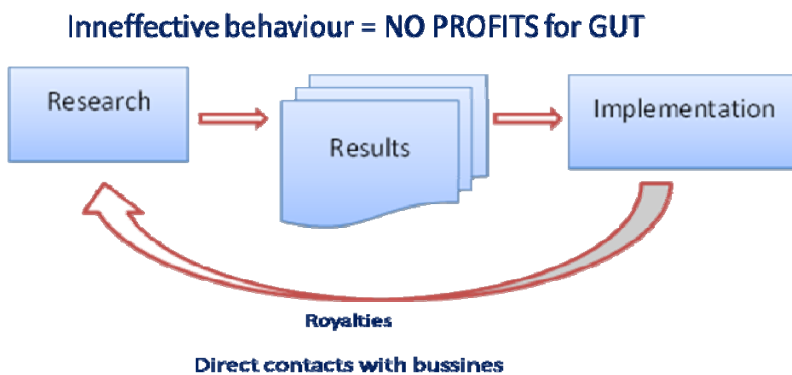 Inneffective behaviour = NO PROFITS for GUT
Research
Results
Implementation
Royalties
Direct contacts with bussines